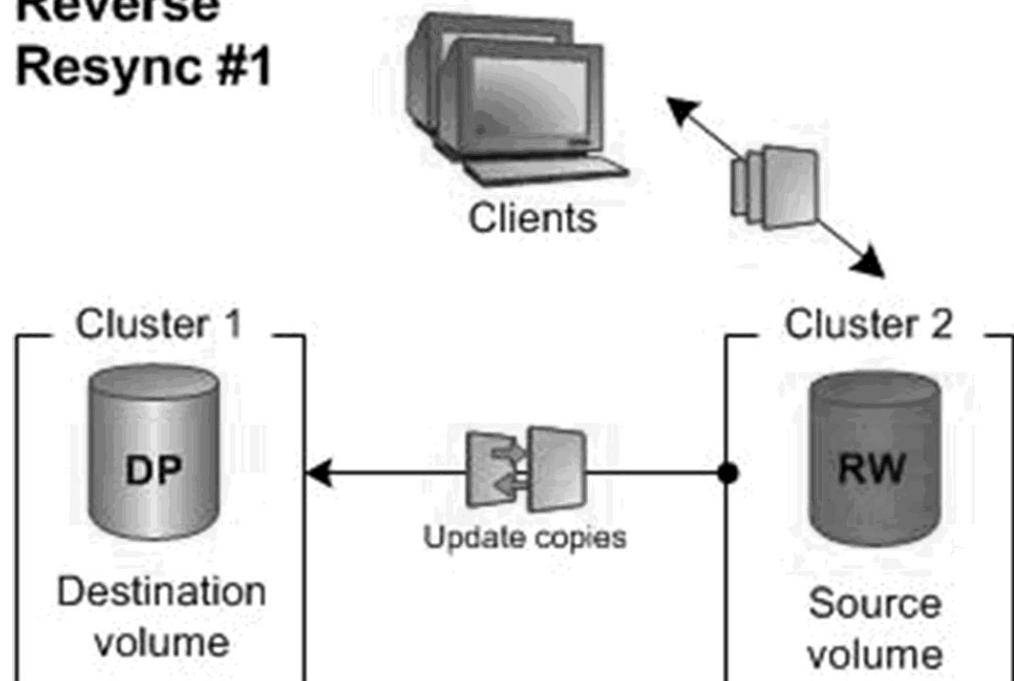 Reverse
Resync #1
Clients
Cluster 1
Cluster 2
DP
RW
Update copies
Destination
volume
Source
volume